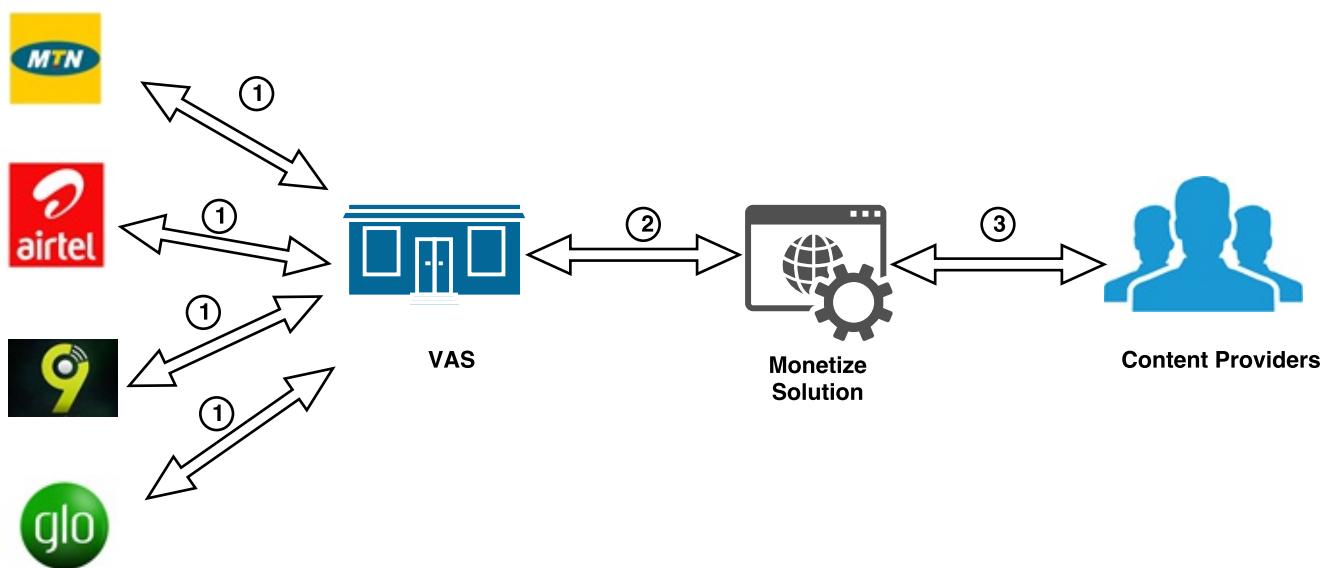 MTN
1
airtel
1
1
9
1
glo
2
3
VAS
Monetize
Solution
Content Providers